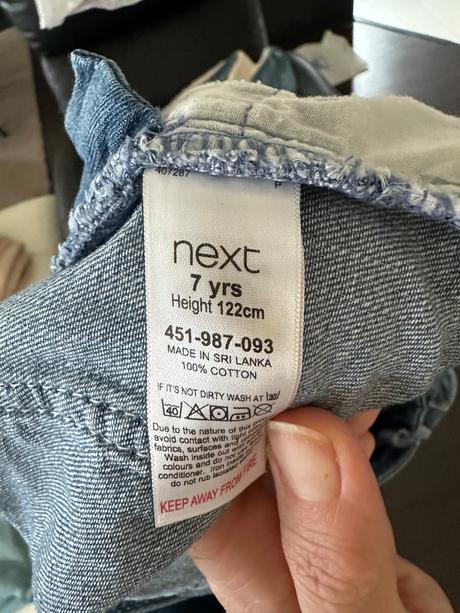 407287
P
next
7 yrs
Height 122cm
451-987-093
MADE IN SRI LANKA
100% COTTON
IF IT'S NOT DIRTY WASH AT 30
40
Due to the nature of this
avoid contact with light
fabrics, surfaces and
Wash inside out
colours and do not
conditioner. Iron
do not rub
KEEP AWAY FROM FIRE